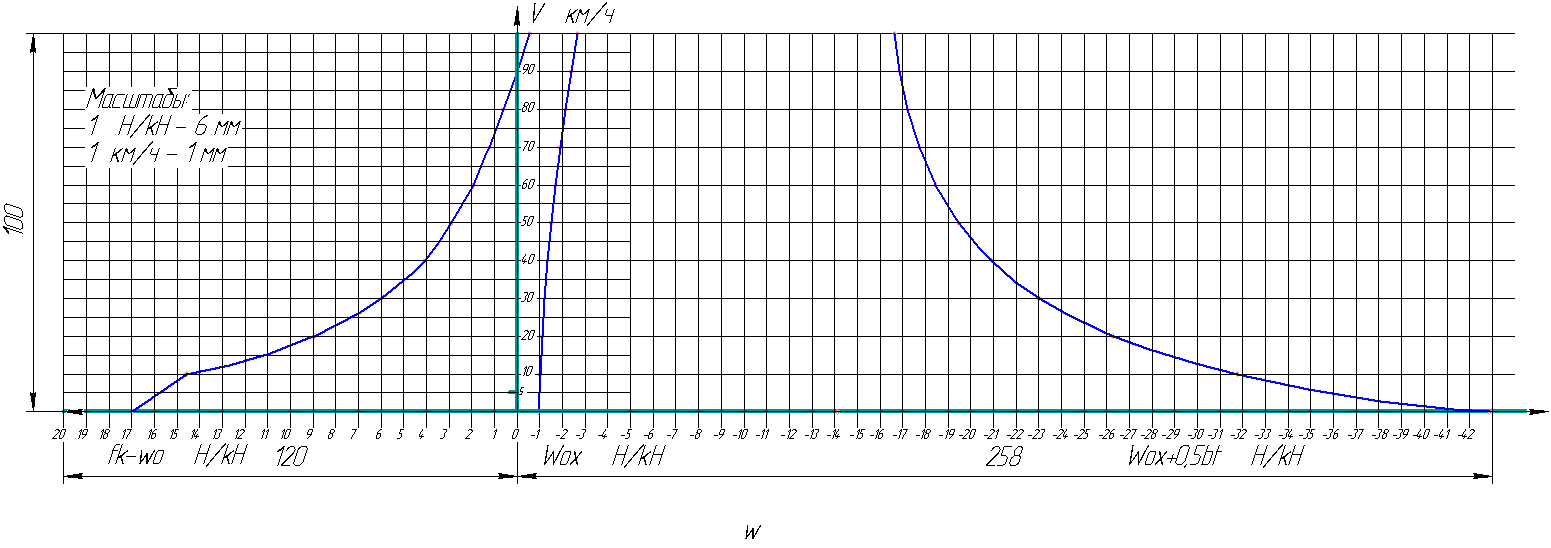 V км/ч
90
Масштабы:
80
1 Н/кН – 6 мм
1 км/ч – 1 мм
70
60
100
50
40
30
20
10
5
20 19 18 17 16 15 14 13 12 11 10 9 8 7 6 5 4 3 2 1 0 -1 -2 -3 -4 -5 -6 -7 -8 -9 -10 -11 -12 -13 -14 -15 -16 -17 -18 -19 -20 -21 -22 -23 -24 -25 -26 -27 -28 -29 -30 -31 -32 -33 -34 -35 -36 -37 -38 -39 -40 -41 -42
fк–wo Н/кН 120 Wox Н/кН 258 Wox+0,5bт Н/кН
w